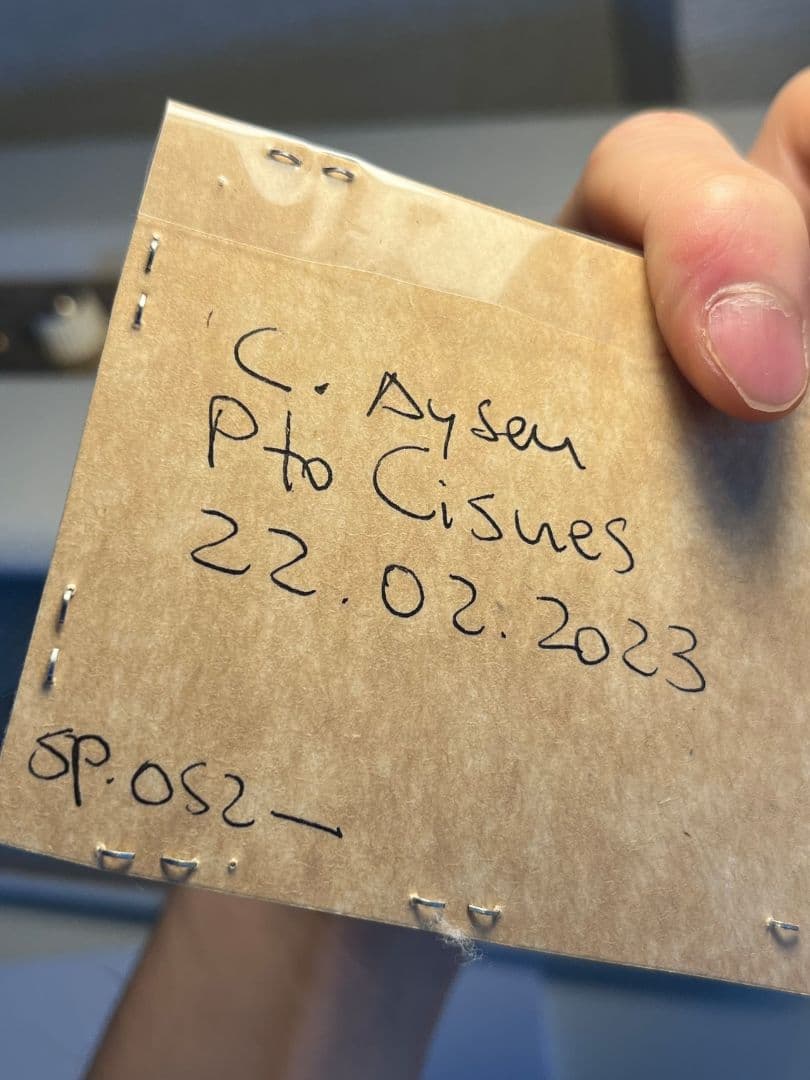 C. Aysen
Pto Cisnes
22.02.2023
SP. 052-